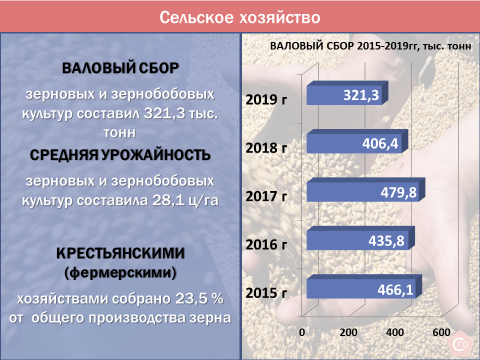 Сельское хозяйство
ВАЛОВЫЙ СБОР
зерновых и зернобобовых
культур составил 321,3 тыс.
тонн
СРЕДНЯЯ УРОЖАЙНОСТЬ
зерновых и зернобобовых
культур составила 28,1 ц/га
КРЕСТЬЯНСКИМИ
(фермерскими)
хозяйствами собрано 23,5 %
от общего производства зерна
ВАЛОВЫЙ СБОР 2015-2019гг, тыс. тонн
2019 г 321,3
2018 г 406,4
2017 г 479,8
2016 г 435,8
2015 г 466,1
0 200 400 600